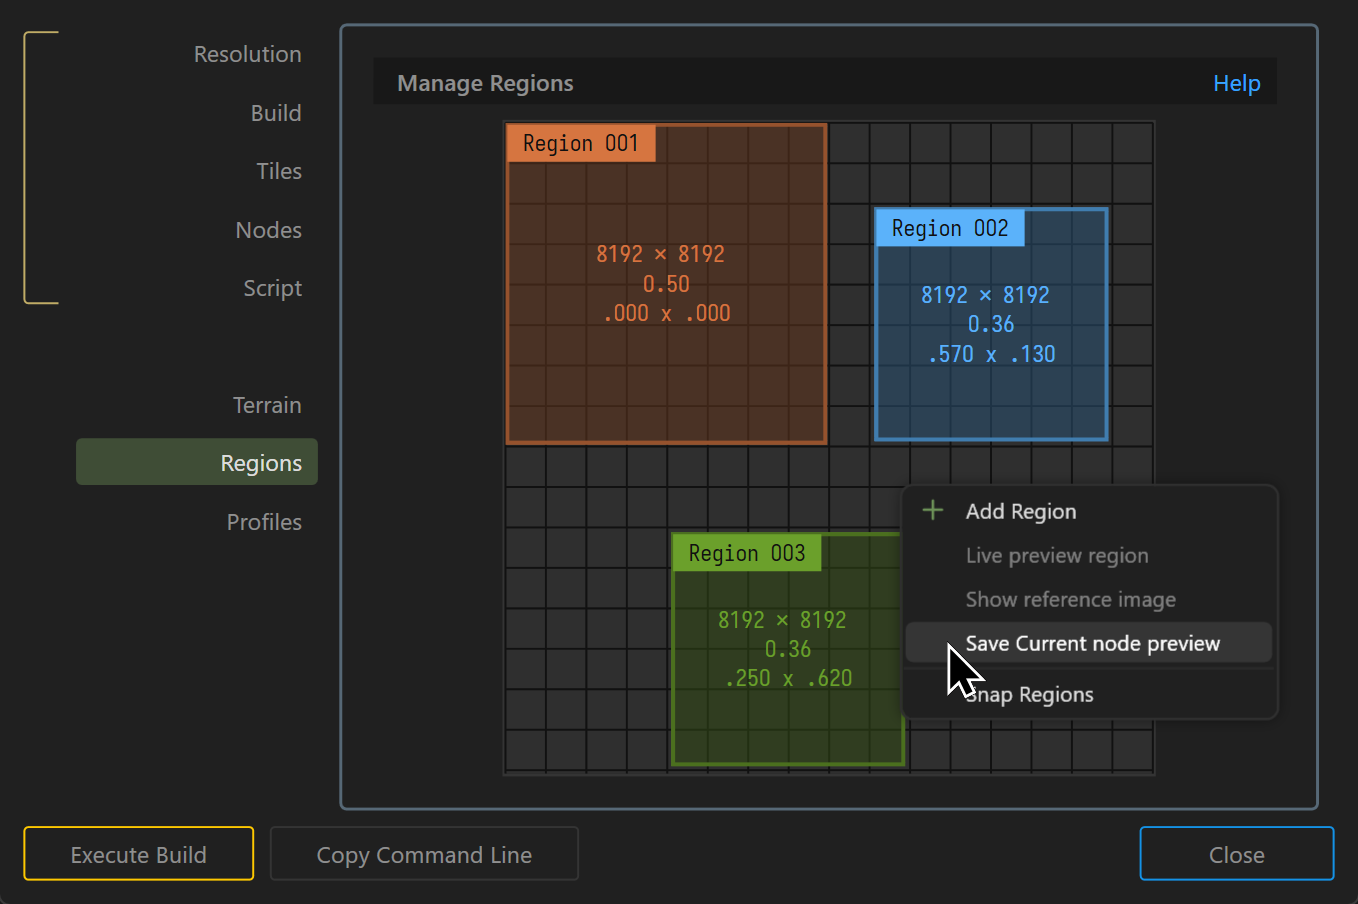 Resolution
Build
Tiles
Nodes
Script
Terrain
Regions
Profiles
Manage Regions
Help
Region 001
8192 × 8192
0.50
.000 x .000
Region 002
8192 × 8192
0.36
.570 x .130
Region 003
8192 × 8192
0.36
.250 x .620
Add Region
Live preview region
Show reference image
Save Current node preview
Snap Regions
Execute Build
Copy Command Line
Close